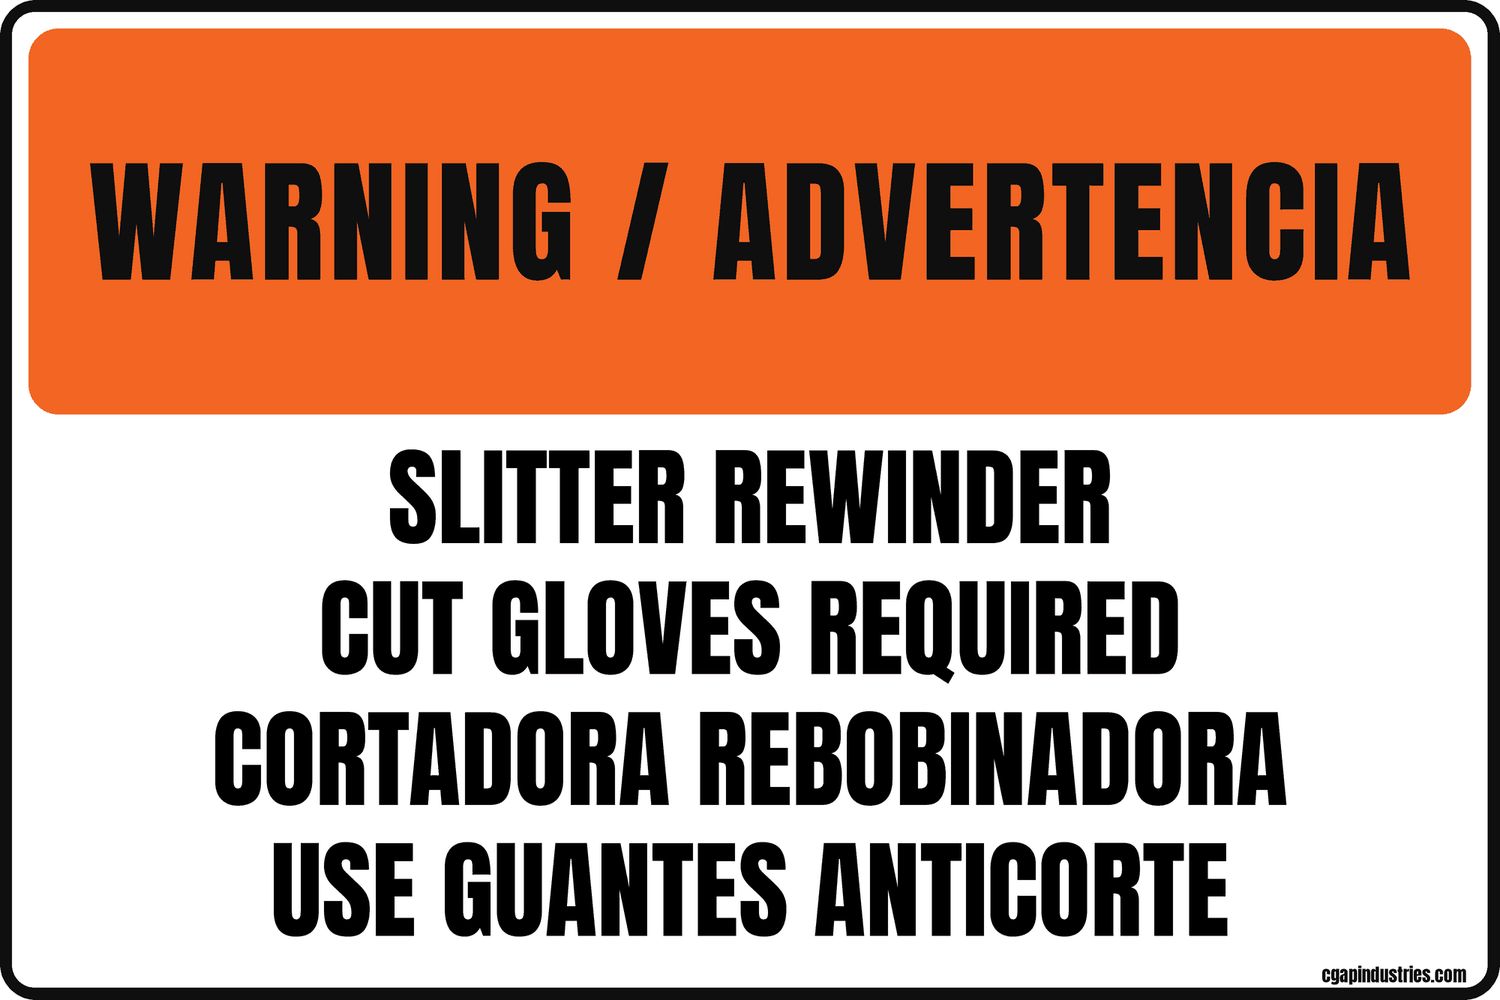 WARNING / ADVERTENCIA
SLITTER REWINDER
CUT GLOVES REQUIRED
CORTADORA REBOBINADORA
USE GUANTES ANTICORTE
cgapindustries.com